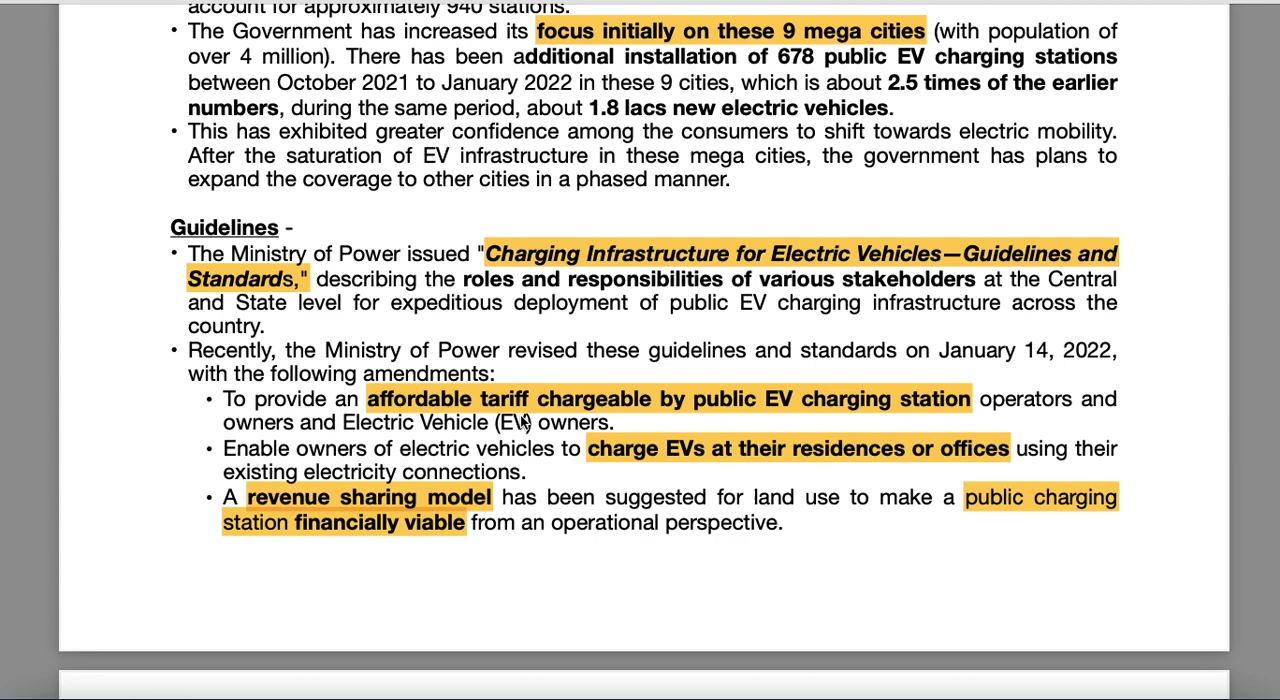 account for approximately 940 stations.
• The Government has increased its focus initially on these 9 mega cities (with population of
over 4 million). There has been additional installation of 678 public EV charging stations
between October 2021 to January 2022 in these 9 cities, which is about 2.5 times of the earlier
numbers, during the same period, about 1.8 lacs new electric vehicles.
• This has exhibited greater confidence among the consumers to shift towards electric mobility.
After the saturation of EV infrastructure in these mega cities, the government has plans to
expand the coverage to other cities in a phased manner.
Guidelines -
• The Ministry of Power issued "Charging Infrastructure for Electric Vehicles—Guidelines and
Standards," describing the roles and responsibilities of various stakeholders at the Central
and State level for expeditious deployment of public EV charging infrastructure across the
country.
• Recently, the Ministry of Power revised these guidelines and standards on January 14, 2022,
with the following amendments:
• To provide an affordable tariff chargeable by public EV charging station operators and
owners and Electric Vehicle (EV) owners.
• Enable owners of electric vehicles to charge EVs at their residences or offices using their
existing electricity connections.
• A revenue sharing model has been suggested for land use to make a public charging
station financially viable from an operational perspective.